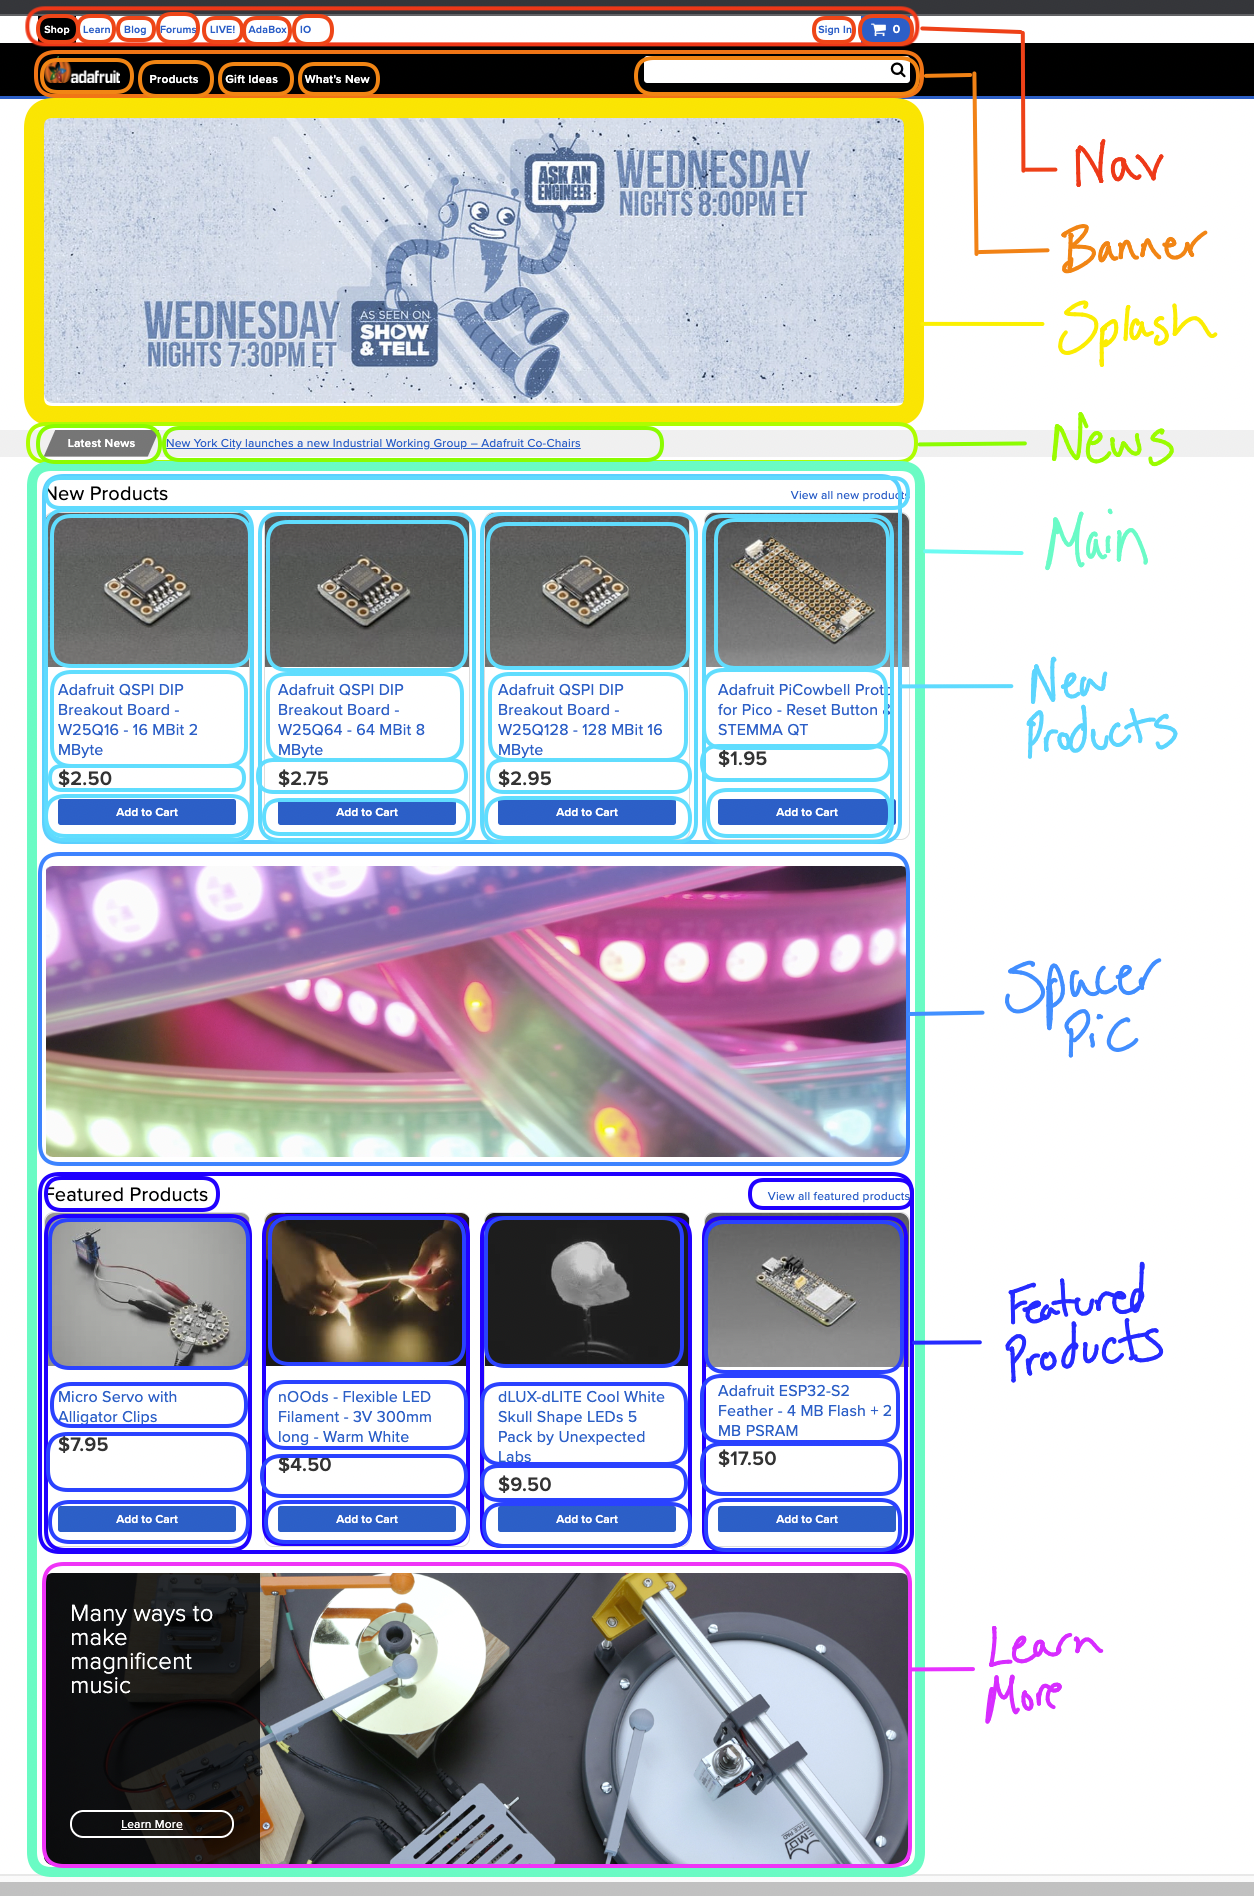 Shop Learn Blog Forums LIVE! AdaBox IO Sign In 0
adafruit Products Gift Ideas What's New
Nav
Banner
ASK AN ENGINEER
WEDNESDAY
NIGHTS 8:00PM ET
WEDNESDAY
NIGHTS 7:30PM ET
AS SEEN ON
SHOW
& TELL
Splash
Latest News New York City launches a new Industrial Working Group – Adafruit Co-Chairs
News
Main
New Products View all new products
Adafruit QSPI DIP
Breakout Board -
W25Q16 - 16 MBit 2
MByte
$2.50
Add to Cart
Adafruit QSPI DIP
Breakout Board -
W25Q64 - 64 MBit 8
MByte
$2.75
Add to Cart
Adafruit QSPI DIP
Breakout Board -
W25Q128 - 128 MBit 16
MByte
$2.95
Add to Cart
Adafruit PiCowbell Proto
for Pico - Reset Button &
STEMMA QT
$1.95
Add to Cart
New
Products
Spacer
Pic
Featured Products View all featured products
Micro Servo with
Alligator Clips
$7.95
Add to Cart
nOOds - Flexible LED
Filament - 3V 300mm
long - Warm White
$4.50
Add to Cart
dLUX-dLITE Cool White
Skull Shape LEDs 5
Pack by Unexpected
Labs
$9.50
Add to Cart
Adafruit ESP32-S2
Feather - 4 MB Flash + 2
MB PSRAM
$17.50
Add to Cart
Featured
Products
Many ways to
make
magnificent
music
Learn More
Learn
More